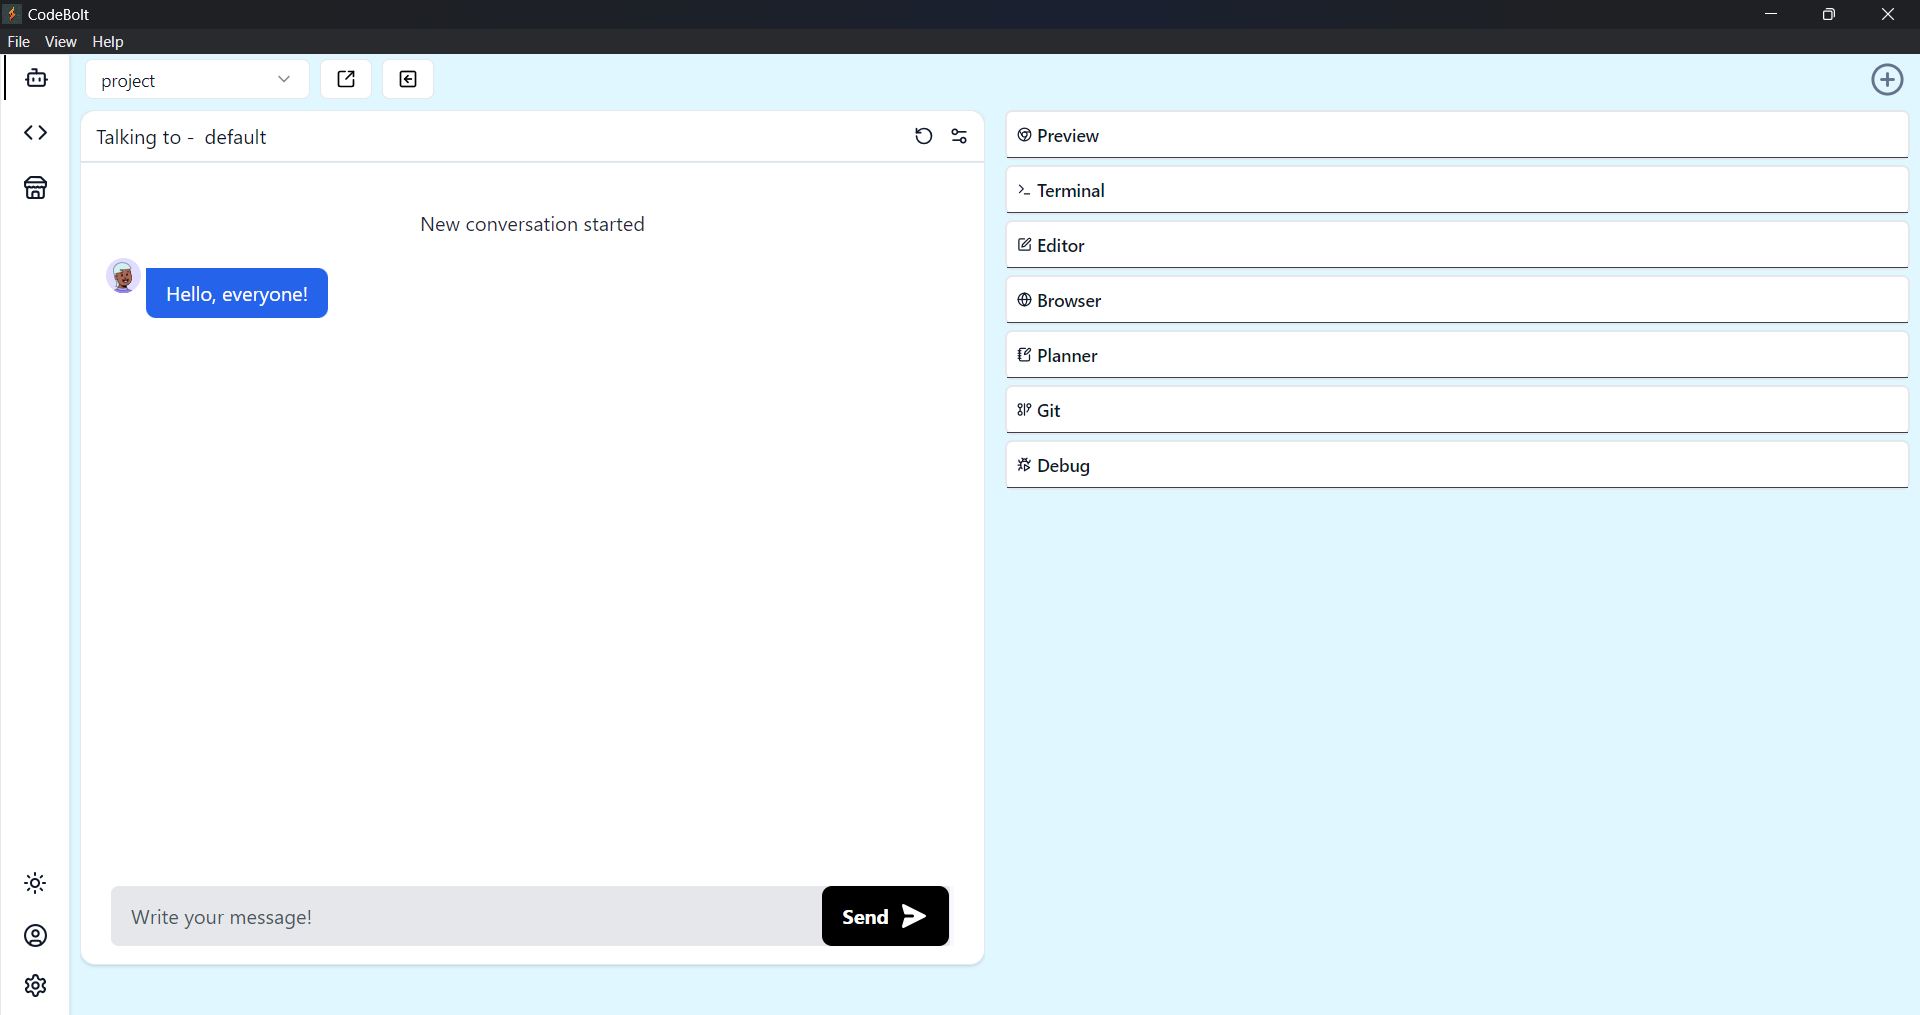 CodeBolt
File View Help
project
Talking to - default
New conversation started
Hello, everyone!
Write your message!
Send
Preview
Terminal
Editor
Browser
Planner
Git
Debug